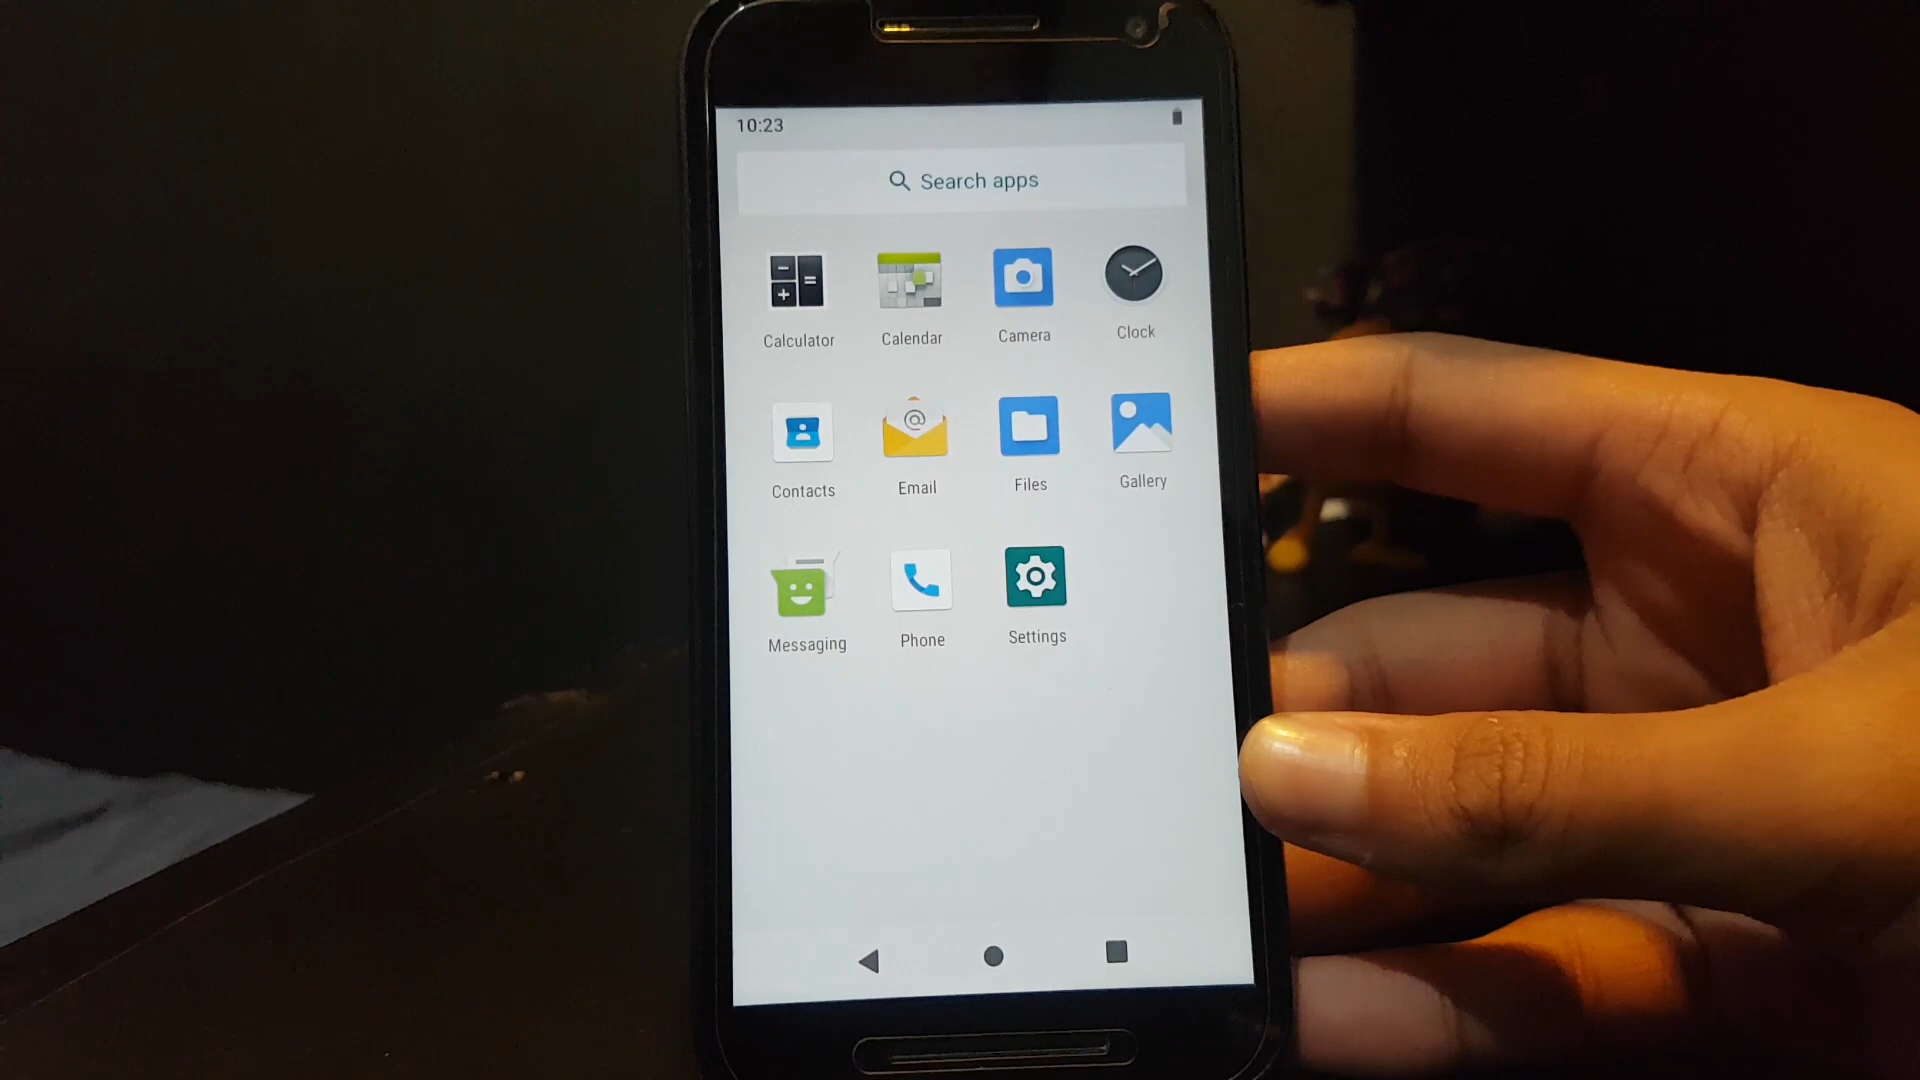 10:23
Search apps
Calculator Calendar Camera Clock
Contacts Email Files Gallery
Messaging Phone Settings